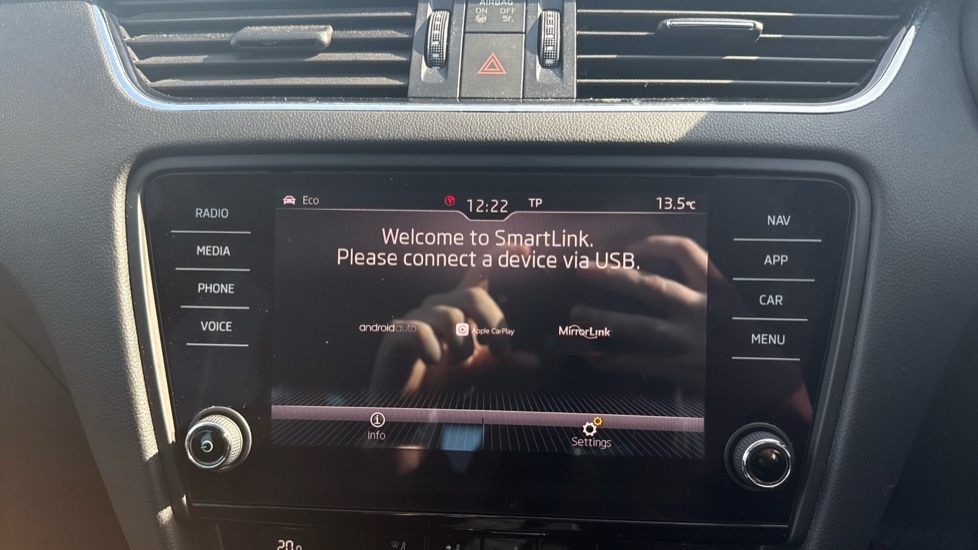 AIRBAG
ON OFF
RADIO
MEDIA
PHONE
VOICE
Eco
12:22
TP
13.5°C
Welcome to SmartLink.
Please connect a device via USB.
androidauto
Apple CarPlay
MirrorLink
Info
Settings
NAV
APP
CAR
MENU
20